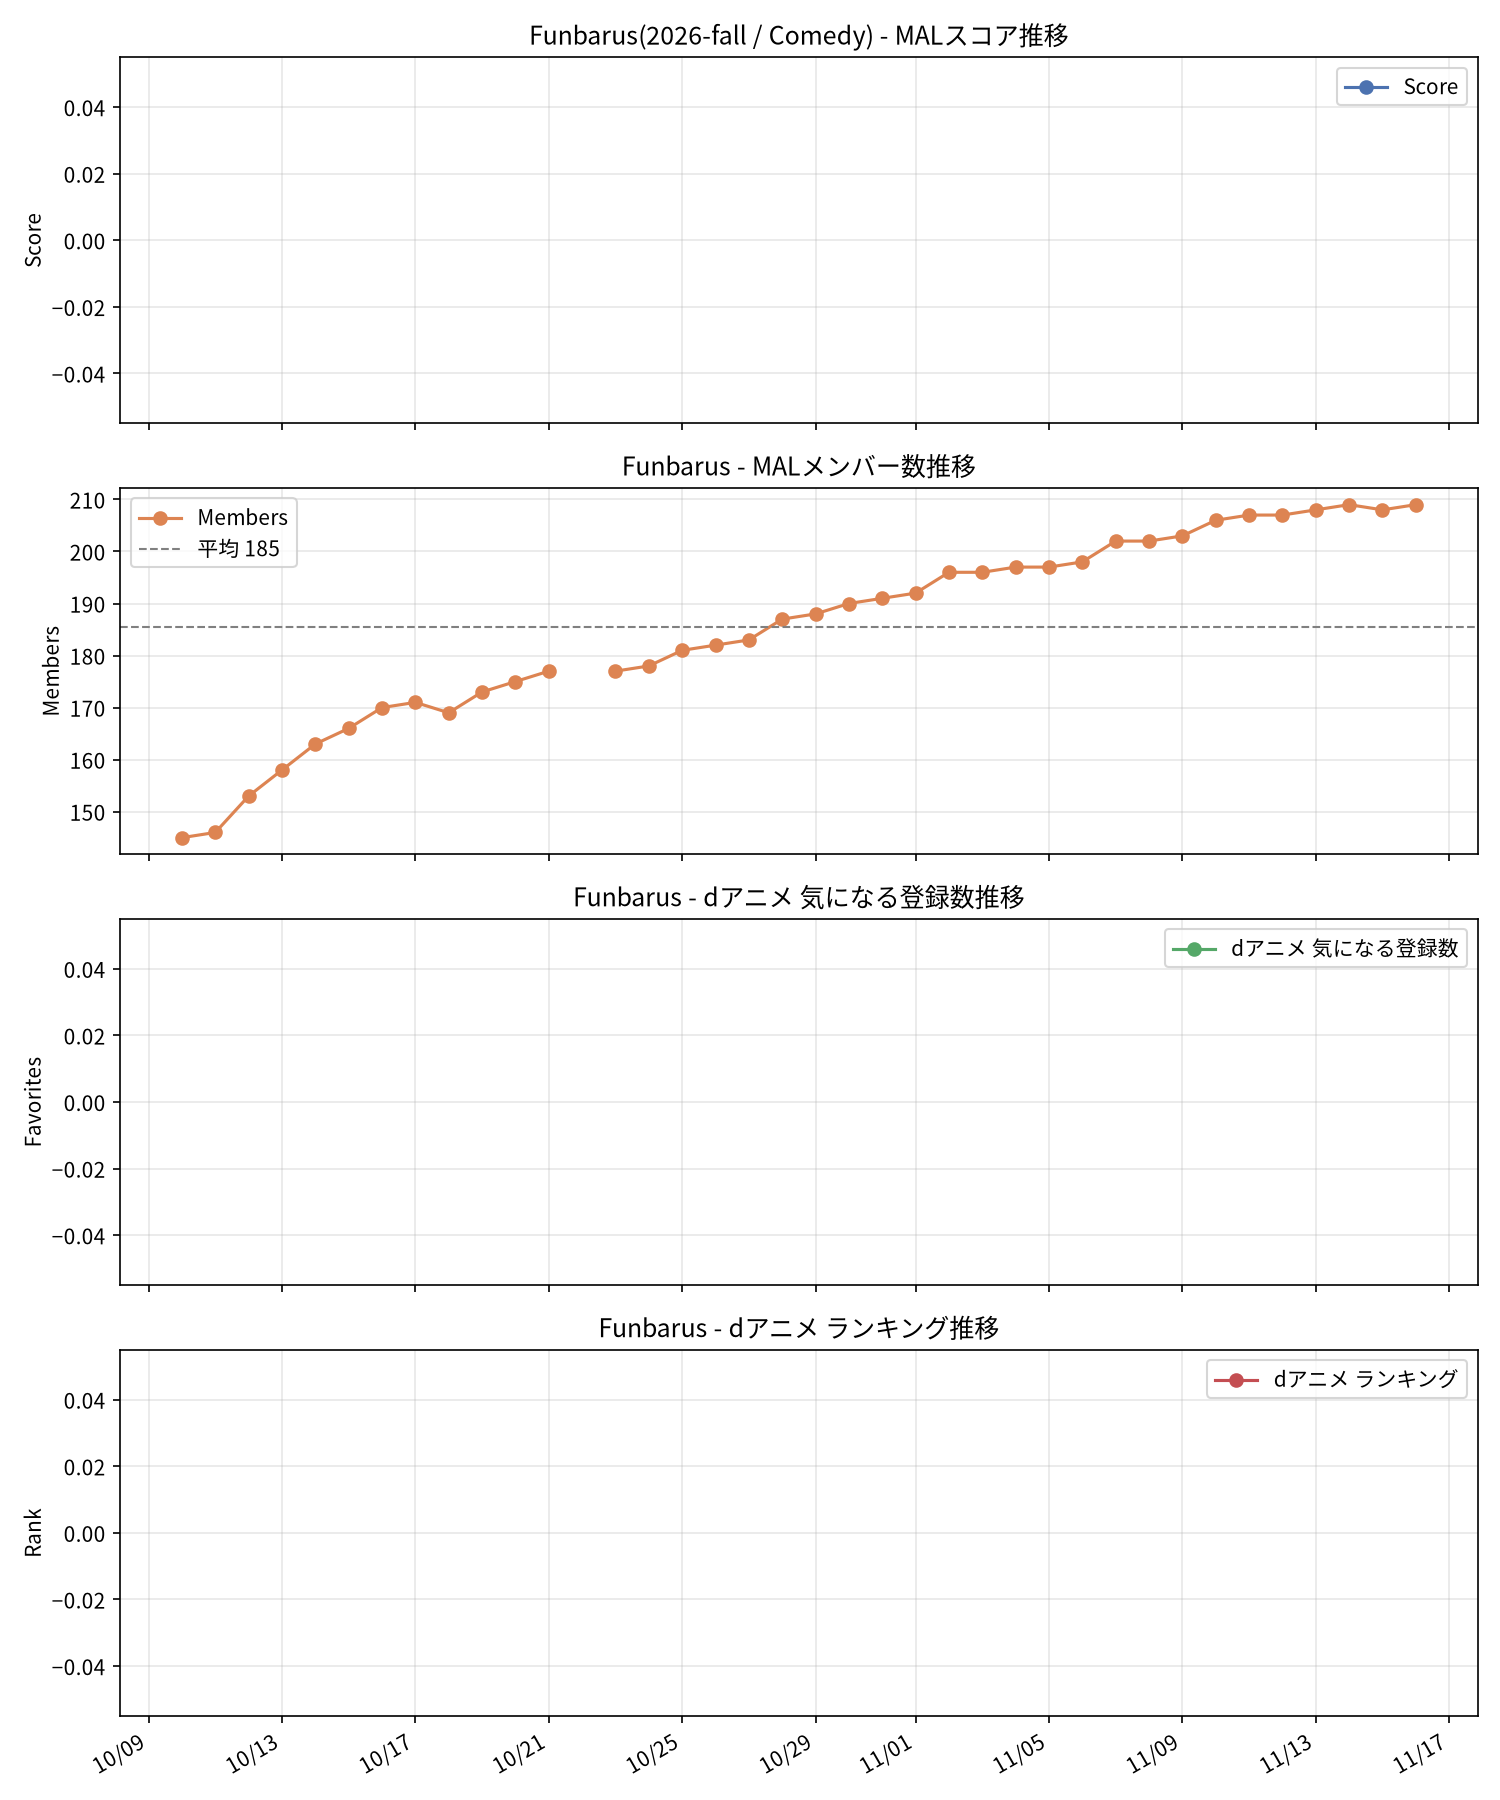 Funbarus(2026-fall / Comedy) - MALスコア推移
Score
0.04
0.02
0.00
−0.02
−0.04
Score
Funbarus - MALメンバー数推移
Members
平均 185
210
200
190
180
170
160
150
Members
Funbarus - dアニメ 気になる登録数推移
dアニメ 気になる登録数
0.04
0.02
0.00
−0.02
−0.04
Favorites
Funbarus - dアニメ ランキング推移
dアニメ ランキング
0.04
0.02
0.00
−0.02
−0.04
Rank
10/09 10/13 10/17 10/21 10/25 10/29 11/01 11/05 11/09 11/13 11/17